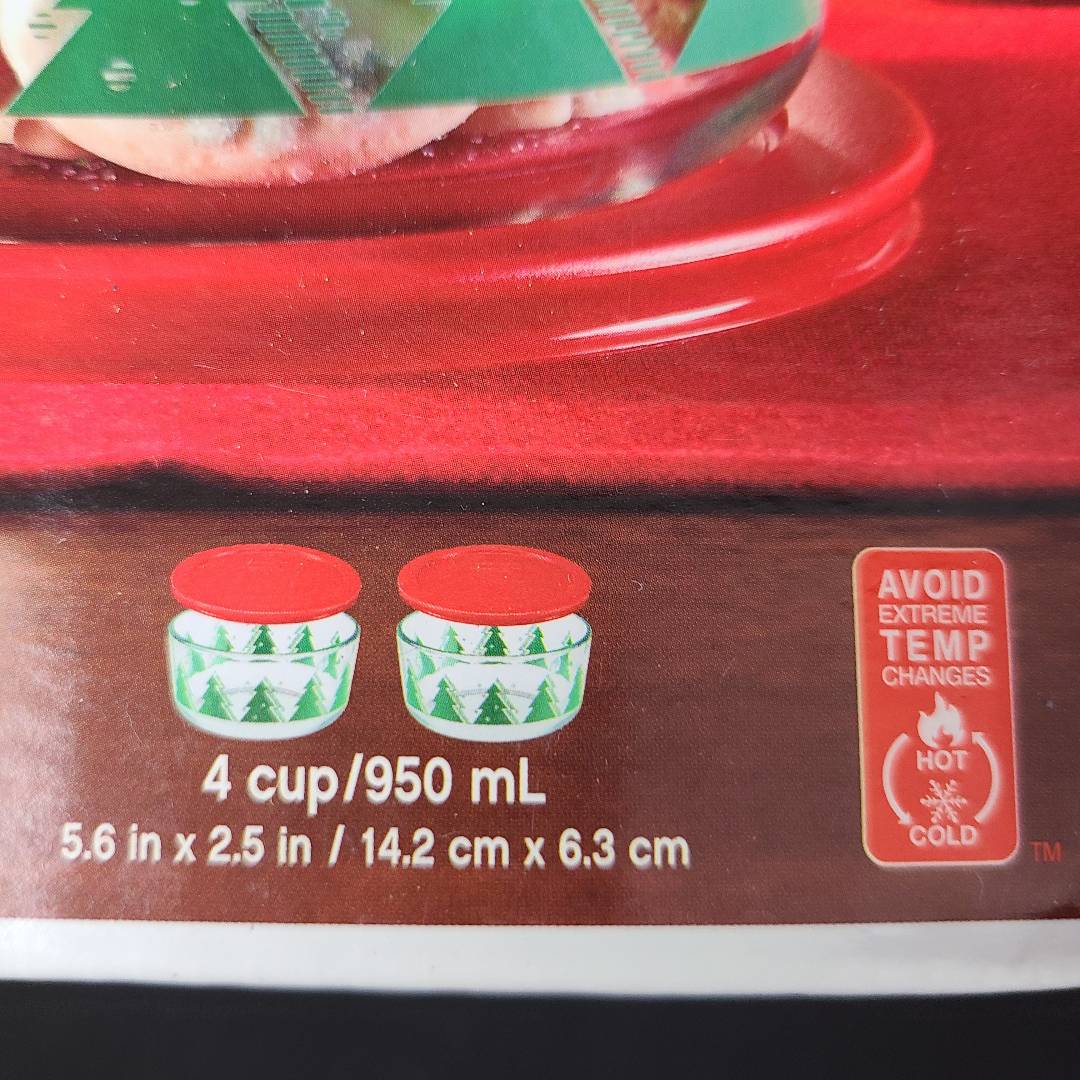 4 cup/950 mL
5.6 in x 2.5 in / 14.2 cm x 6.3 cm
AVOID
EXTREME
TEMP
CHANGES
HOT
COLD
TM